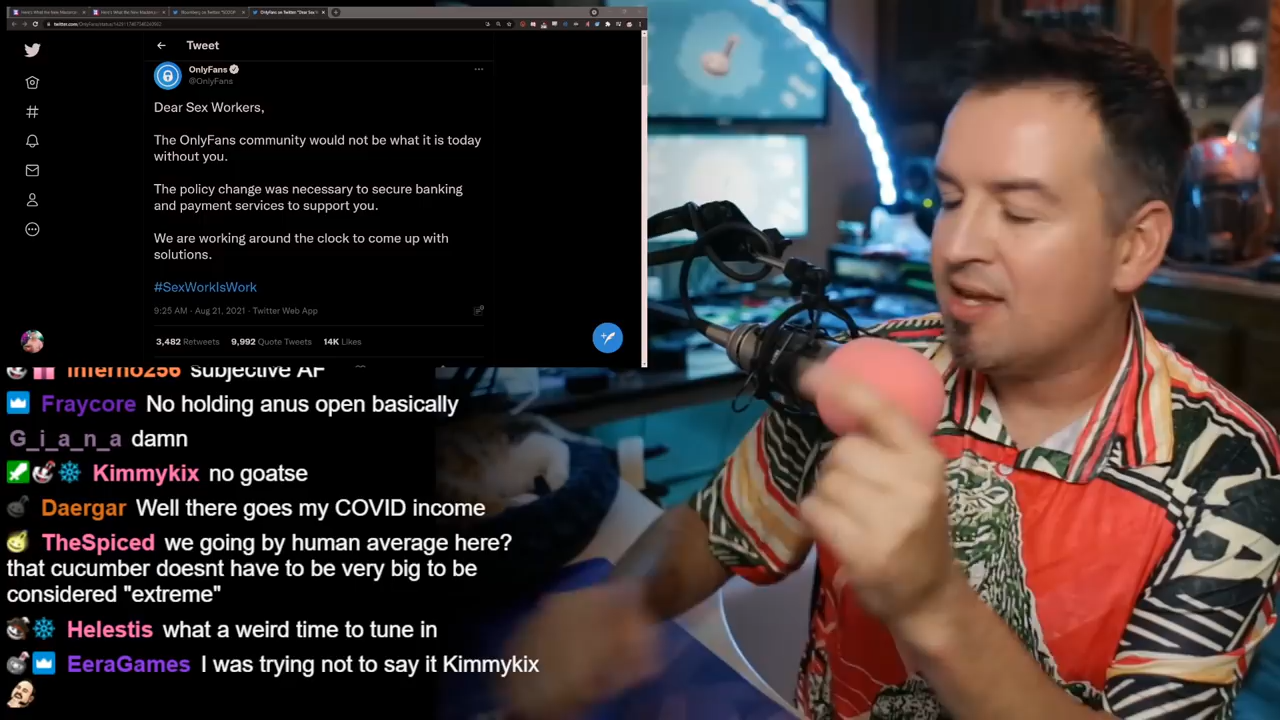 Tweet
OnlyFans
@OnlyFans
Dear Sex Workers,
The OnlyFans community would not be what it is today
without you.
The policy change was necessary to secure banking
and payment services to support you.
We are working around the clock to come up with
solutions.
#SexWorkIsWork
9:25 AM · Aug 21, 2021 · Twitter Web App
3,482 Retweets 9,992 Quote Tweets 14K Likes
Inferno256 subjective AF
Fraycore No holding anus open basically
G_i_a_n_a damn
Kimmykix no goatse
Daergar Well there goes my COVID income
TheSpiced we going by human average here?
that cucumber doesnt have to be very big to be
considered "extreme"
Helestis what a weird time to tune in
EeraGames I was trying not to say it Kimmykix